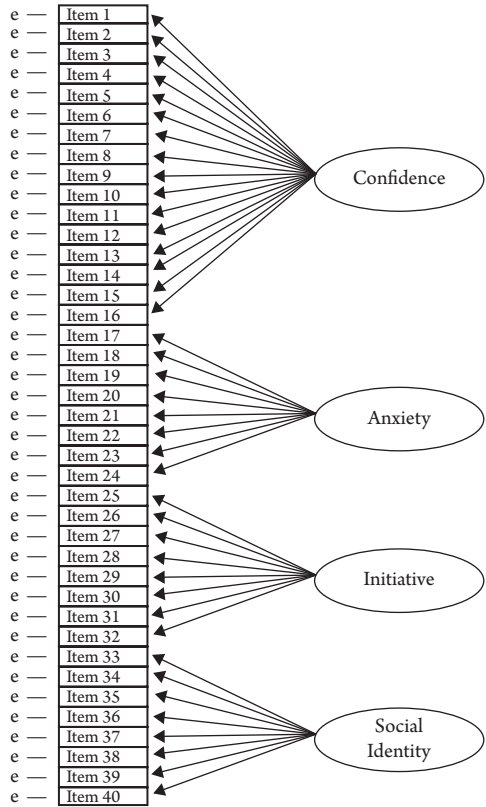 e — Item 1
e — Item 2
e — Item 3
e — Item 4
e — Item 5
e — Item 6
e — Item 7
e — Item 8
e — Item 9
e — Item 10
e — Item 11
e — Item 12
e — Item 13
e — Item 14
e — Item 15
e — Item 16
Confidence
e — Item 17
e — Item 18
e — Item 19
e — Item 20
e — Item 21
e — Item 22
e — Item 23
e — Item 24
Anxiety
e — Item 25
e — Item 26
e — Item 27
e — Item 28
e — Item 29
e — Item 30
e — Item 31
e — Item 32
Initiative
e — Item 33
e — Item 34
e — Item 35
e — Item 36
e — Item 37
e — Item 38
e — Item 39
e — Item 40
Social
Identity